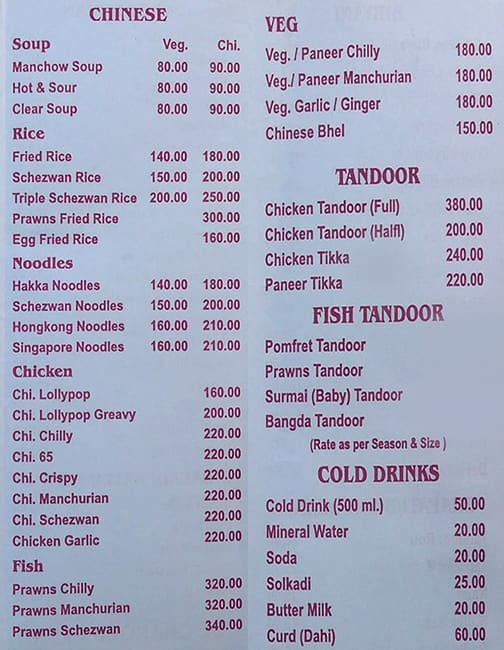 CHINESE
Soup Veg. Chi.
Manchow Soup 80.00 90.00
Hot & Sour 80.00 90.00
Clear Soup 80.00 90.00
Rice
Fried Rice 140.00 180.00
Schezwan Rice 150.00 200.00
Triple Schezwan Rice 200.00 250.00
Prawns Fried Rice 300.00
Egg Fried Rice 160.00
Noodles
Hakka Noodles 140.00 180.00
Schezwan Noodles 150.00 200.00
Hongkong Noodles 160.00 210.00
Singapore Noodles 160.00 210.00
Chicken
Chi. Lollypop 160.00
Chi. Lollypop Greavy 200.00
Chi. Chilly 220.00
Chi. 65 220.00
Chi. Crispy 220.00
Chi. Manchurian 220.00
Chi. Schezwan 220.00
Chicken Garlic 220.00
Fish
Prawns Chilly 320.00
Prawns Manchurian 320.00
Prawns Schezwan 340.00
VEG
Veg. / Paneer Chilly 180.00
Veg./ Paneer Manchurian 180.00
Veg. Garlic / Ginger 180.00
Chinese Bhel 150.00
TANDOOR
Chicken Tandoor (Full) 380.00
Chicken Tandoor (Halfl) 200.00
Chicken Tikka 240.00
Paneer Tikka 220.00
FISH TANDOOR
Pomfret Tandoor
Prawns Tandoor
Surmai (Baby) Tandoor
Bangda Tandoor
(Rate as per Season & Size )
COLD DRINKS
Cold Drink (500 ml.) 50.00
Mineral Water 20.00
Soda 20.00
Solkadi 25.00
Butter Milk 20.00
Curd (Dahi) 60.00